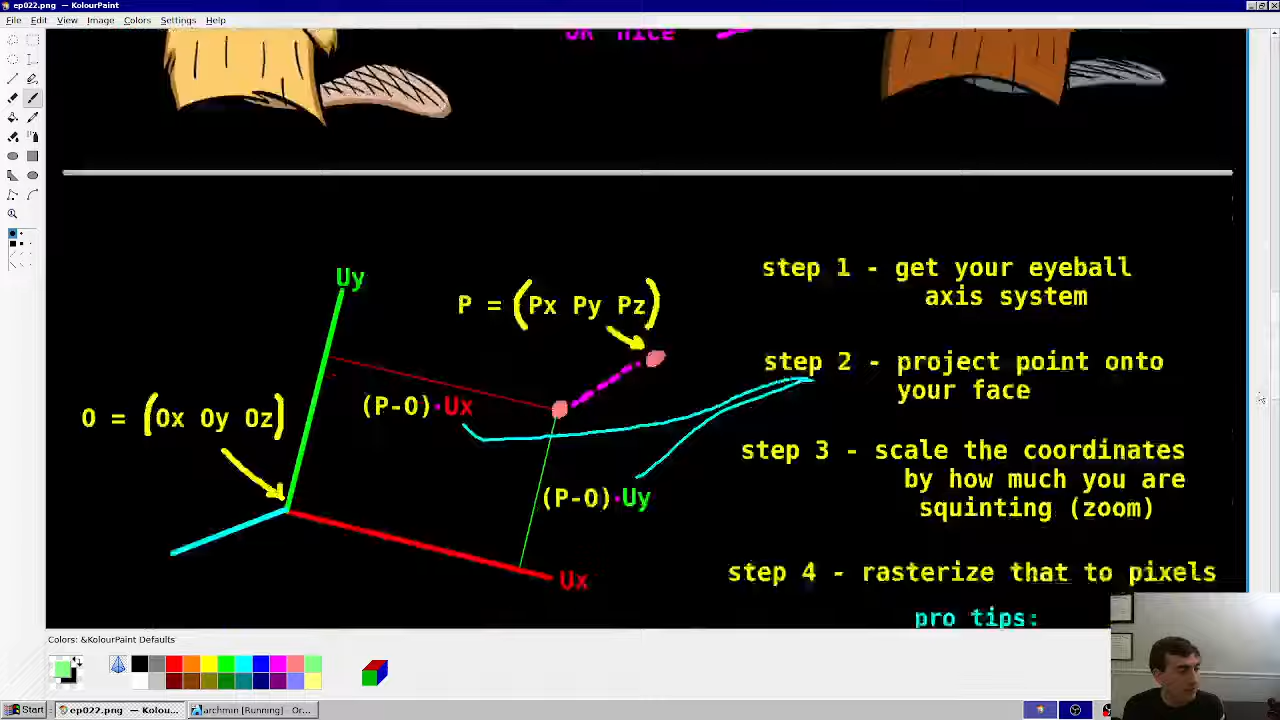 ep022.png — KolourPaint
File Edit View Image Colors Settings Help
OR nice
Uy
P = (Px Py Pz)
step 1 - get your eyeball
axis system
step 2 - project point onto
your face
(P-O)·Ux
O = (Ox Oy Oz)
step 3 - scale the coordinates
by how much you are
squinting (zoom)
(P-O)·Uy
step 4 - rasterize that to pixels
Ux
pro tips:
Colors: &KolourPaint Defaults
Start
ep022.png — Kolou...
archmin [Running] - Or...